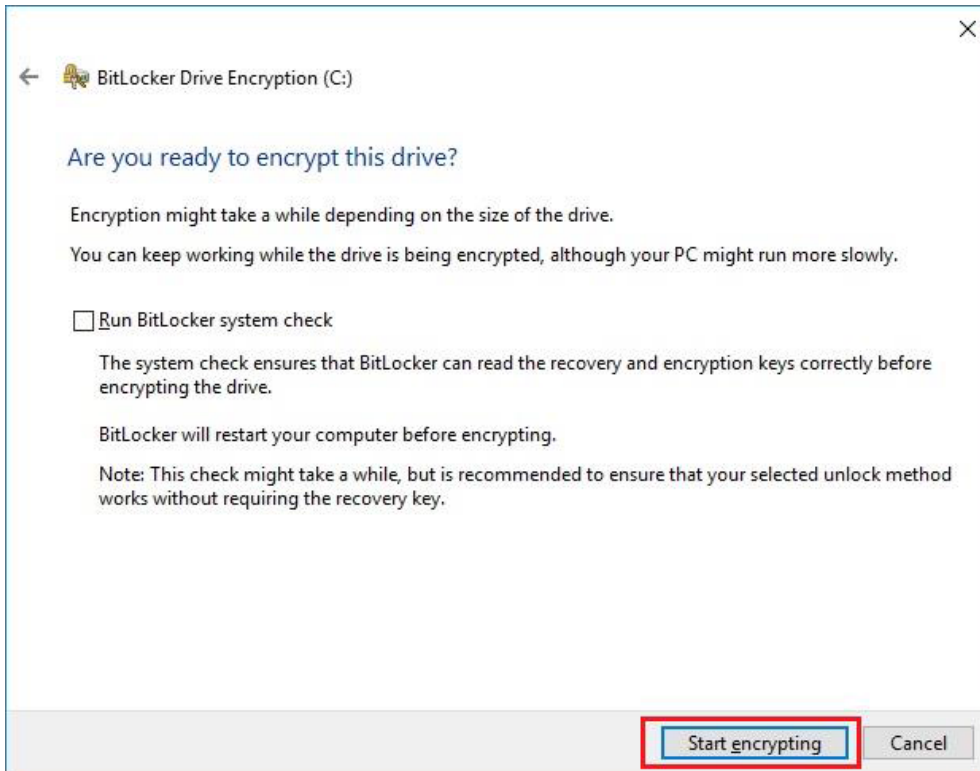 BitLocker Drive Encryption (C:)
Are you ready to encrypt this drive?
Encryption might take a while depending on the size of the drive.
You can keep working while the drive is being encrypted, although your PC might run more slowly.
Run BitLocker system check
The system check ensures that BitLocker can read the recovery and encryption keys correctly before
encrypting the drive.
BitLocker will restart your computer before encrypting.
Note: This check might take a while, but is recommended to ensure that your selected unlock method
works without requiring the recovery key.
Start encrypting
Cancel